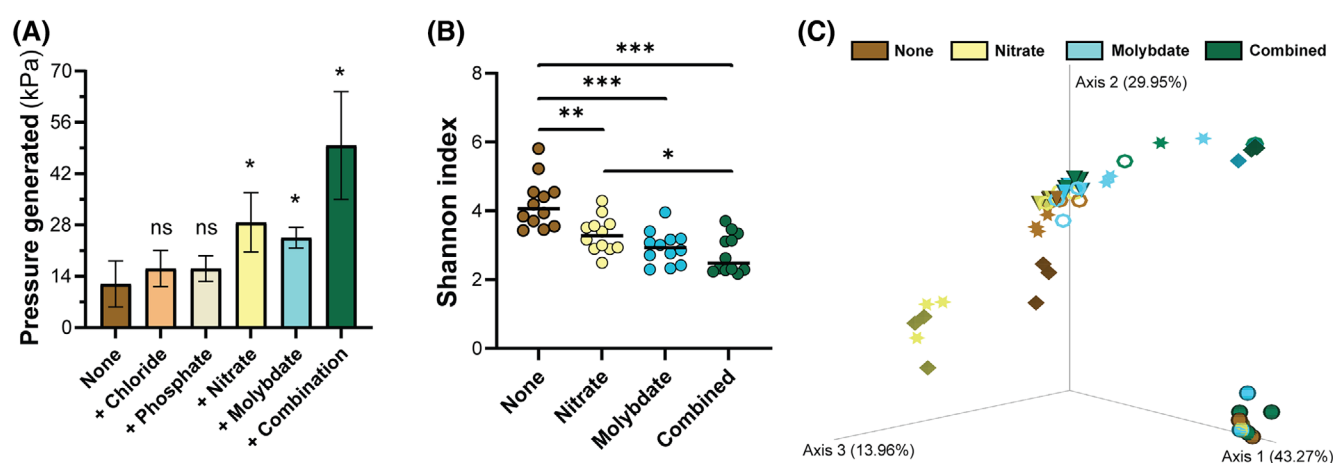 (A)
Pressure generated (kPa)
70
56
42
28
14
0
ns
ns
*
*
*
None
+ Chloride
+ Phosphate
+ Nitrate
+ Molybdate
+ Combination
(B)
Shannon index
8
6
4
2
0
***
***
**
*
None
Nitrate
Molybdate
Combined
(C)
None
Nitrate
Molybdate
Combined
Axis 2 (29.95%)
Axis 3 (13.96%)
Axis 1 (43.27%)